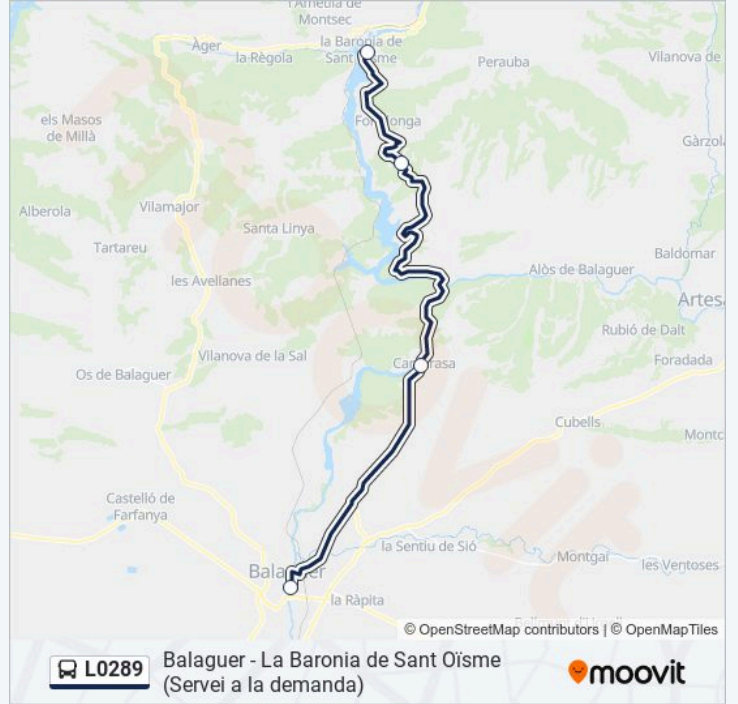 l'Ametlla de
Montsec
Àger
la Règola
la Baronia de
Sant Oïsme
Perauba
Vilanova de
els Masos
de Millà
Gàrzola
Alberola
Vilamajor
Santa Linya
Tartareu
Baldomar
les Avellanes
Alòs de Balaguer
Artesa
Rubió de Dalt
Vilanova de la Sal
Foradada
Os de Balaguer
Cubells
Montc
Castelló de
Farfanya
la Sentiu de Sió
Montgai
les Ventoses
Balaguer
la Ràpita
© OpenStreetMap contributors | © OpenMapTiles
L0289
Balaguer - La Baronia de Sant Oïsme
(Servei a la demanda)
moovit